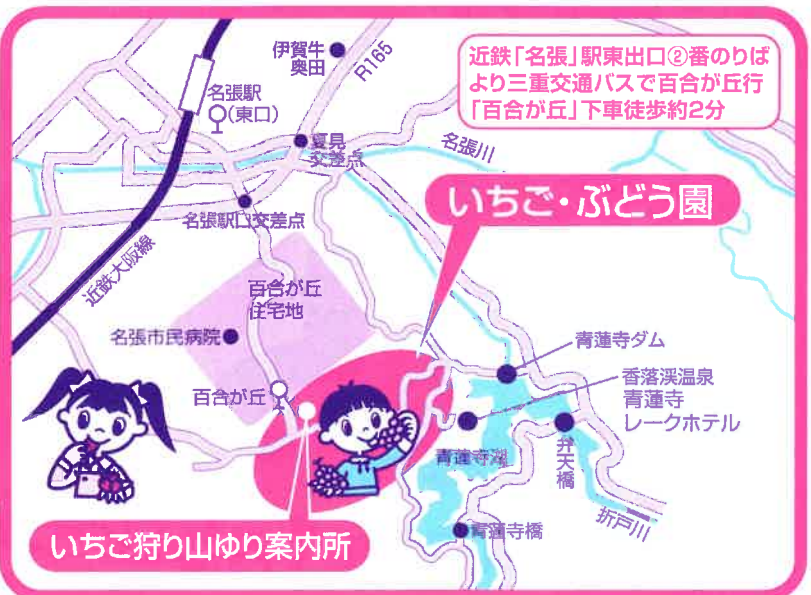 近鉄「名張」駅東出口②番のりば
より三重交通バスで百合が丘行
「百合が丘」下車徒歩約2分
伊賀牛
奥田
R165
名張駅
(東口)
夏見
交差点
名張川
名張駅口交差点
いちご・ぶどう園
近鉄大阪線
百合が丘
住宅地
名張市民病院
青蓮寺ダム
香落渓温泉
青蓮寺
レークホテル
百合が丘
青蓮寺湖
弁天橋
折戸川
青蓮寺橋
いちご狩り山ゆり案内所